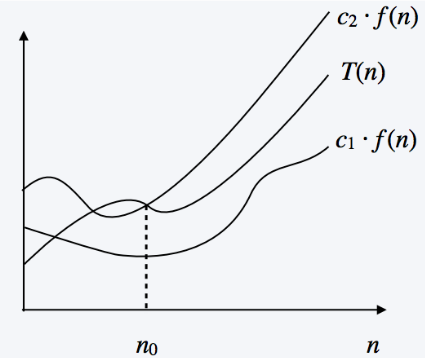 c₂ · f(n)
T(n)
c₁ · f(n)
n₀ n